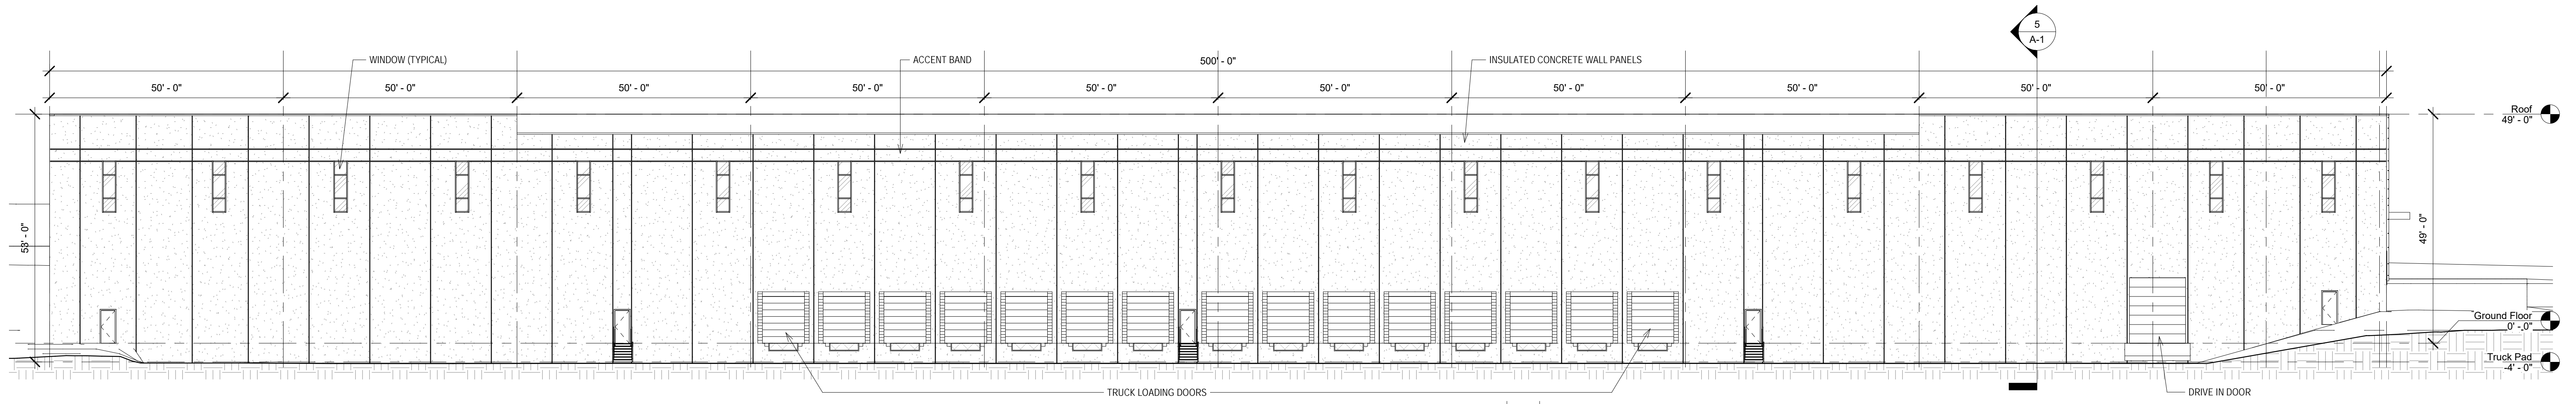 5
A-1
WINDOW (TYPICAL)
ACCENT BAND
500' - 0"
INSULATED CONCRETE WALL PANELS
50' - 0"
50' - 0"
50' - 0"
50' - 0"
50' - 0"
50' - 0"
50' - 0"
50' - 0"
50' - 0"
50' - 0"
Roof
49' - 0"
53' - 0"
49' - 0"
Ground Floor
0' - 0"
Truck Pad
-4' - 0"
TRUCK LOADING DOORS
DRIVE IN DOOR